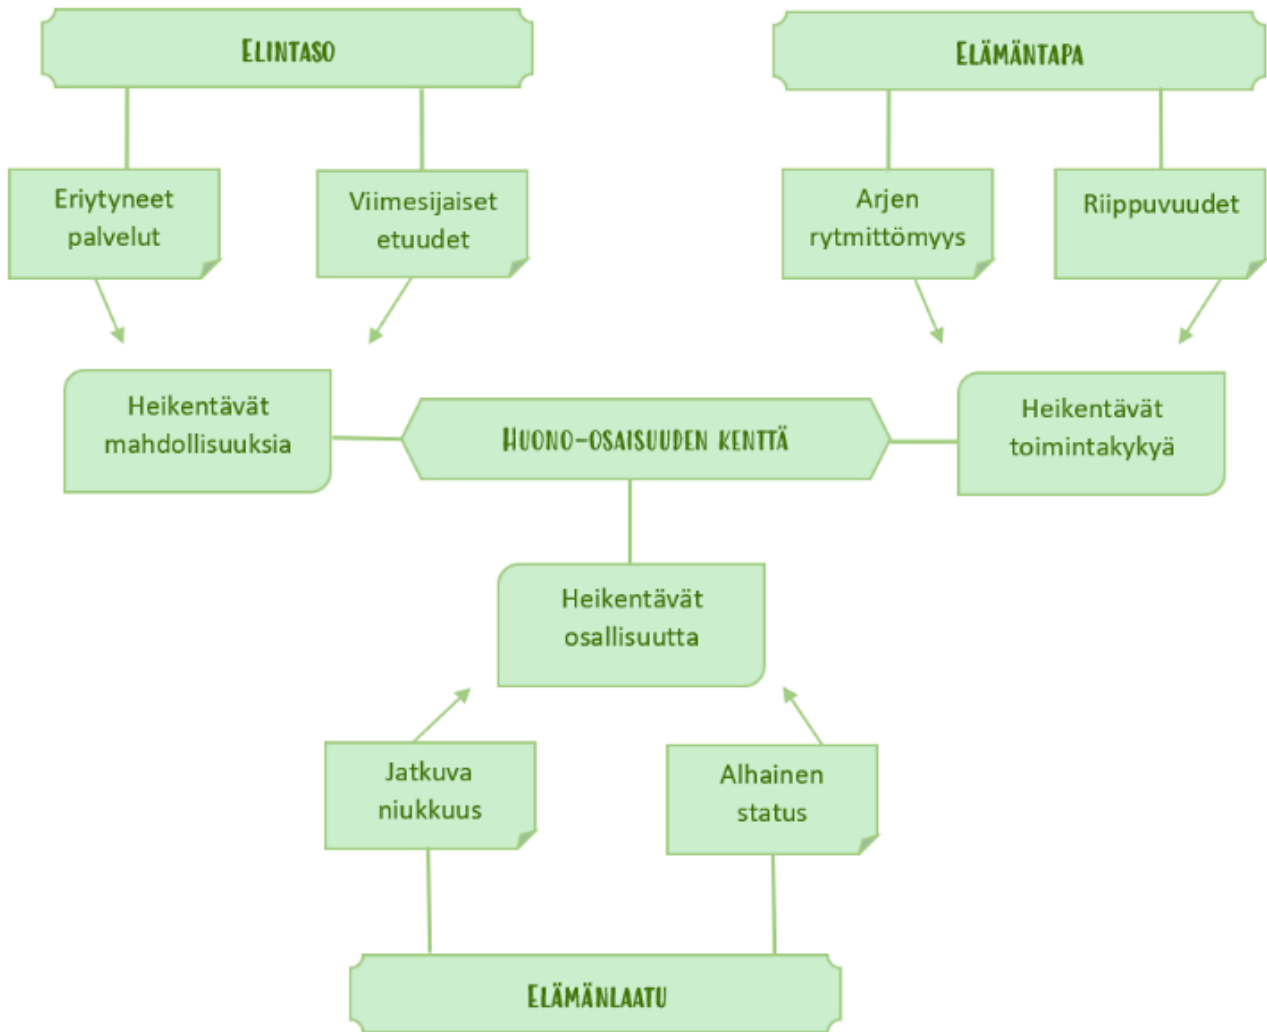 ELINTASO
ELÄMÄNTAPA
Eriytyneet
palvelut
Viimesijaiset
etuudet
Arjen
rytmittömyys
Riippuvuudet
Heikentävät
mahdollisuuksia
HUONO-OSAISUUDEN KENTTÄ
Heikentävät
toimintakykyä
Heikentävät
osallisuutta
Jatkuva
niukkuus
Alhainen
status
ELÄMÄNLAATU